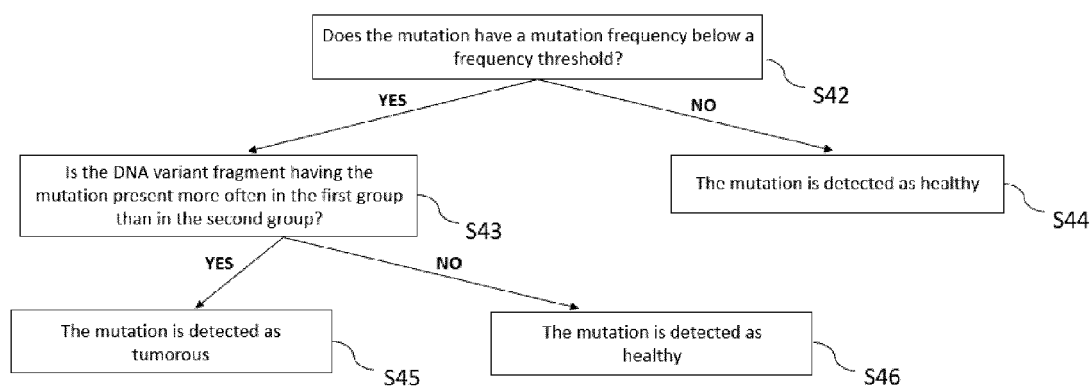 Does the mutation have a mutation frequency below a
frequency threshold?
S42
YES
NO
Is the DNA variant fragment having the
mutation present more often in the first group
than in the second group?
S43
The mutation is detected as healthy
S44
YES
NO
The mutation is detected as
tumorous
S45
The mutation is detected as
healthy
S46